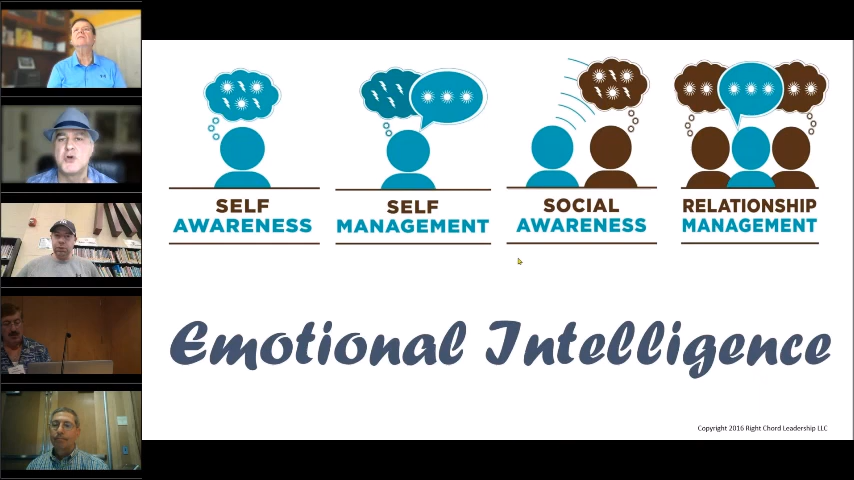 SELF
AWARENESS
SELF
MANAGEMENT
SOCIAL
AWARENESS
RELATIONSHIP
MANAGEMENT
Emotional Intelligence
Copyright 2016 Right Chord Leadership LLC